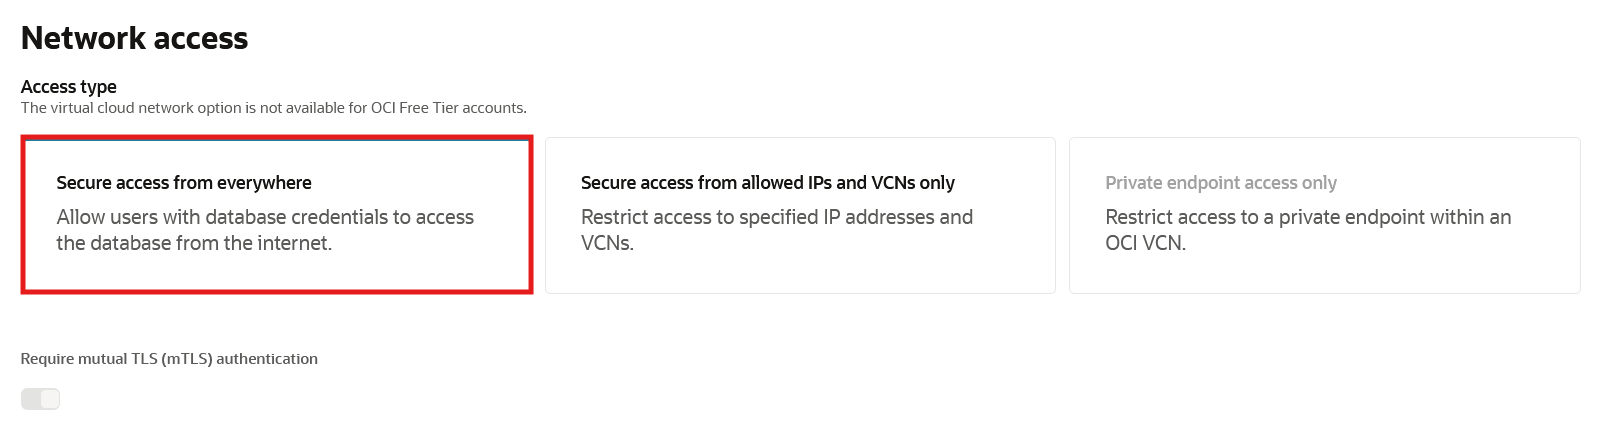 Network access
Access type
The virtual cloud network option is not available for OCI Free Tier accounts.
Secure access from everywhere
Allow users with database credentials to access
the database from the internet.
Secure access from allowed IPs and VCNs only
Restrict access to specified IP addresses and
VCNs.
Private endpoint access only
Restrict access to a private endpoint within an
OCI VCN.
Require mutual TLS (mTLS) authentication